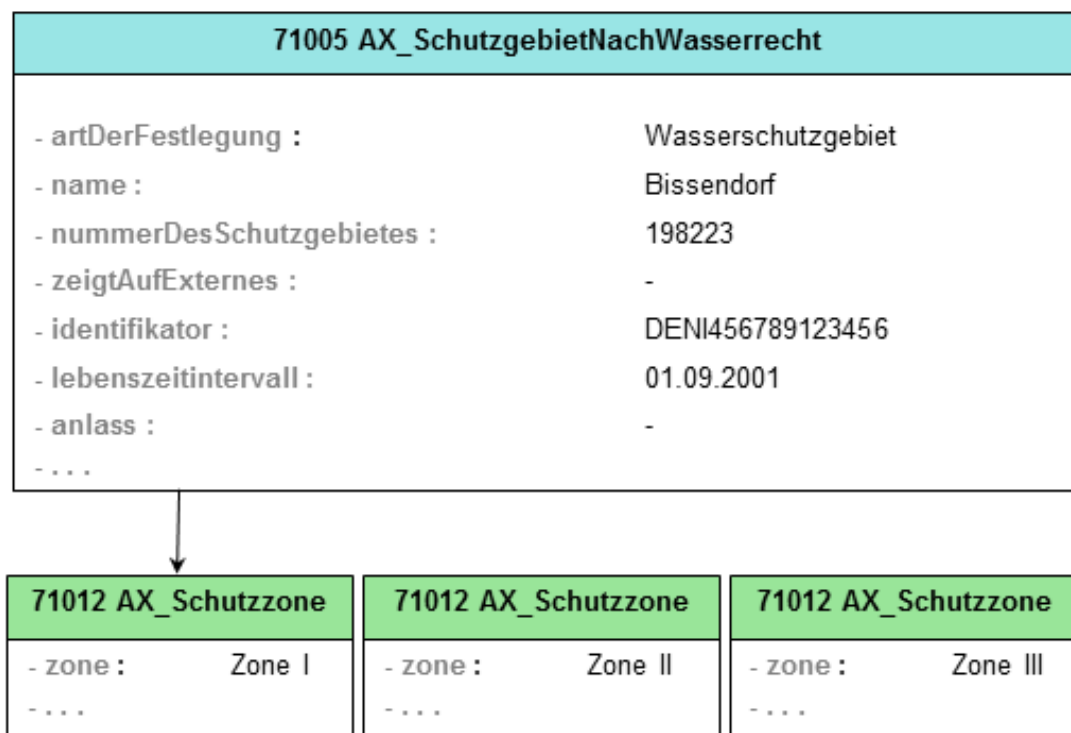 71005 AX_SchutzgebietNachWasserrecht
- artDerFestlegung : Wasserschutzgebiet
- name : Bissendorf
- nummerDesSchutzgebietes : 198223
- zeigtAufExternes : -
- identifikator : DENI456789123456
- lebenszeitintervall : 01.09.2001
- anlass : -
- . . .
71012 AX_Schutzzone
- zone : Zone I
- . . .
71012 AX_Schutzzone
- zone : Zone II
- . . .
71012 AX_Schutzzone
- zone : Zone III
- . . .